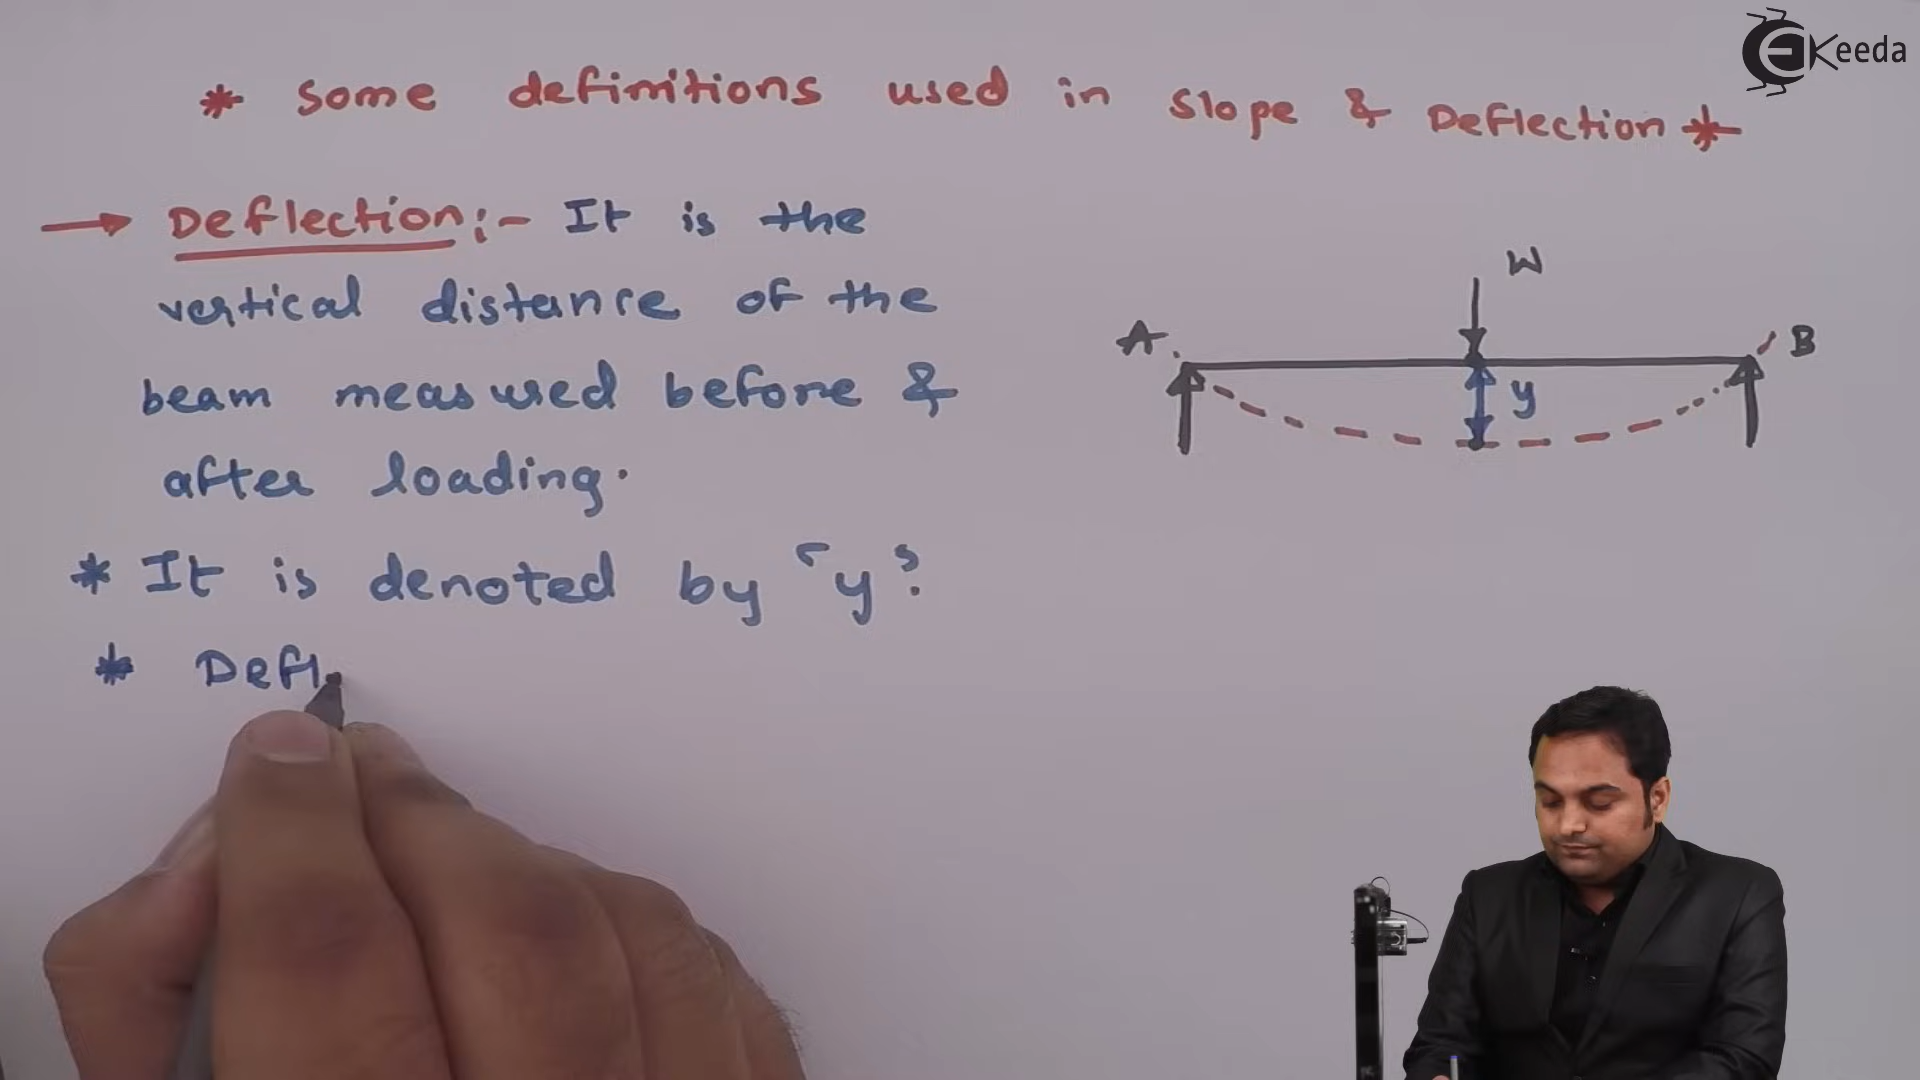 EKeeda
* Some definitions used in Slope & Deflection *
→ Deflection :- It is the
vertical distance of the
beam measured before &
after loading.
* It is denoted by 'y'.
* Defl
W
A
B
y